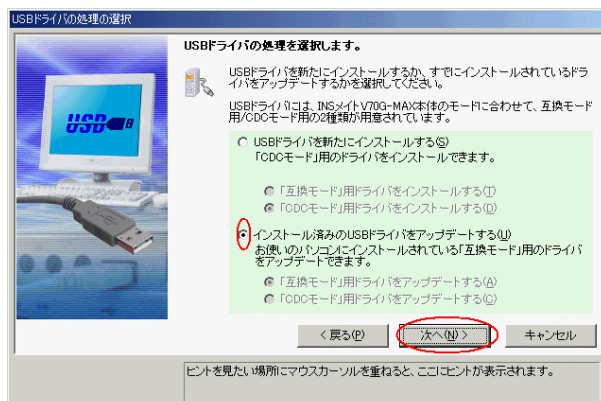 USBドライバの処理の選択
USBドライバの処理を選択します。
USBドライバを新たにインストールするか、すでにインストールされているドラ
イバをアップデートするかを選択してください。
USBドライバには、INSメイトV70G-MAX本体のモードに合わせて、互換モード
用/CDCモード用の2種類が用意されています。
USBドライバを新たにインストールする(S)
「CDCモード」用のドライバをインストールできます。
「互換モード」用ドライバをインストールする(T)
「CDCモード」用ドライバをインストールする(D)
インストール済みのUSBドライバをアップデートする(U)
お使いのパソコンにインストールされている「互換モード」用のドライバ
をアップデートできます。
「互換モード」用ドライバをアップデートする(A)
「CDCモード」用ドライバをアップデートする(C)
USB
< 戻る(P) 次へ(N) > キャンセル
ヒントを見たい場所にマウスカーソルを重ねると、ここにヒントが表示されます。